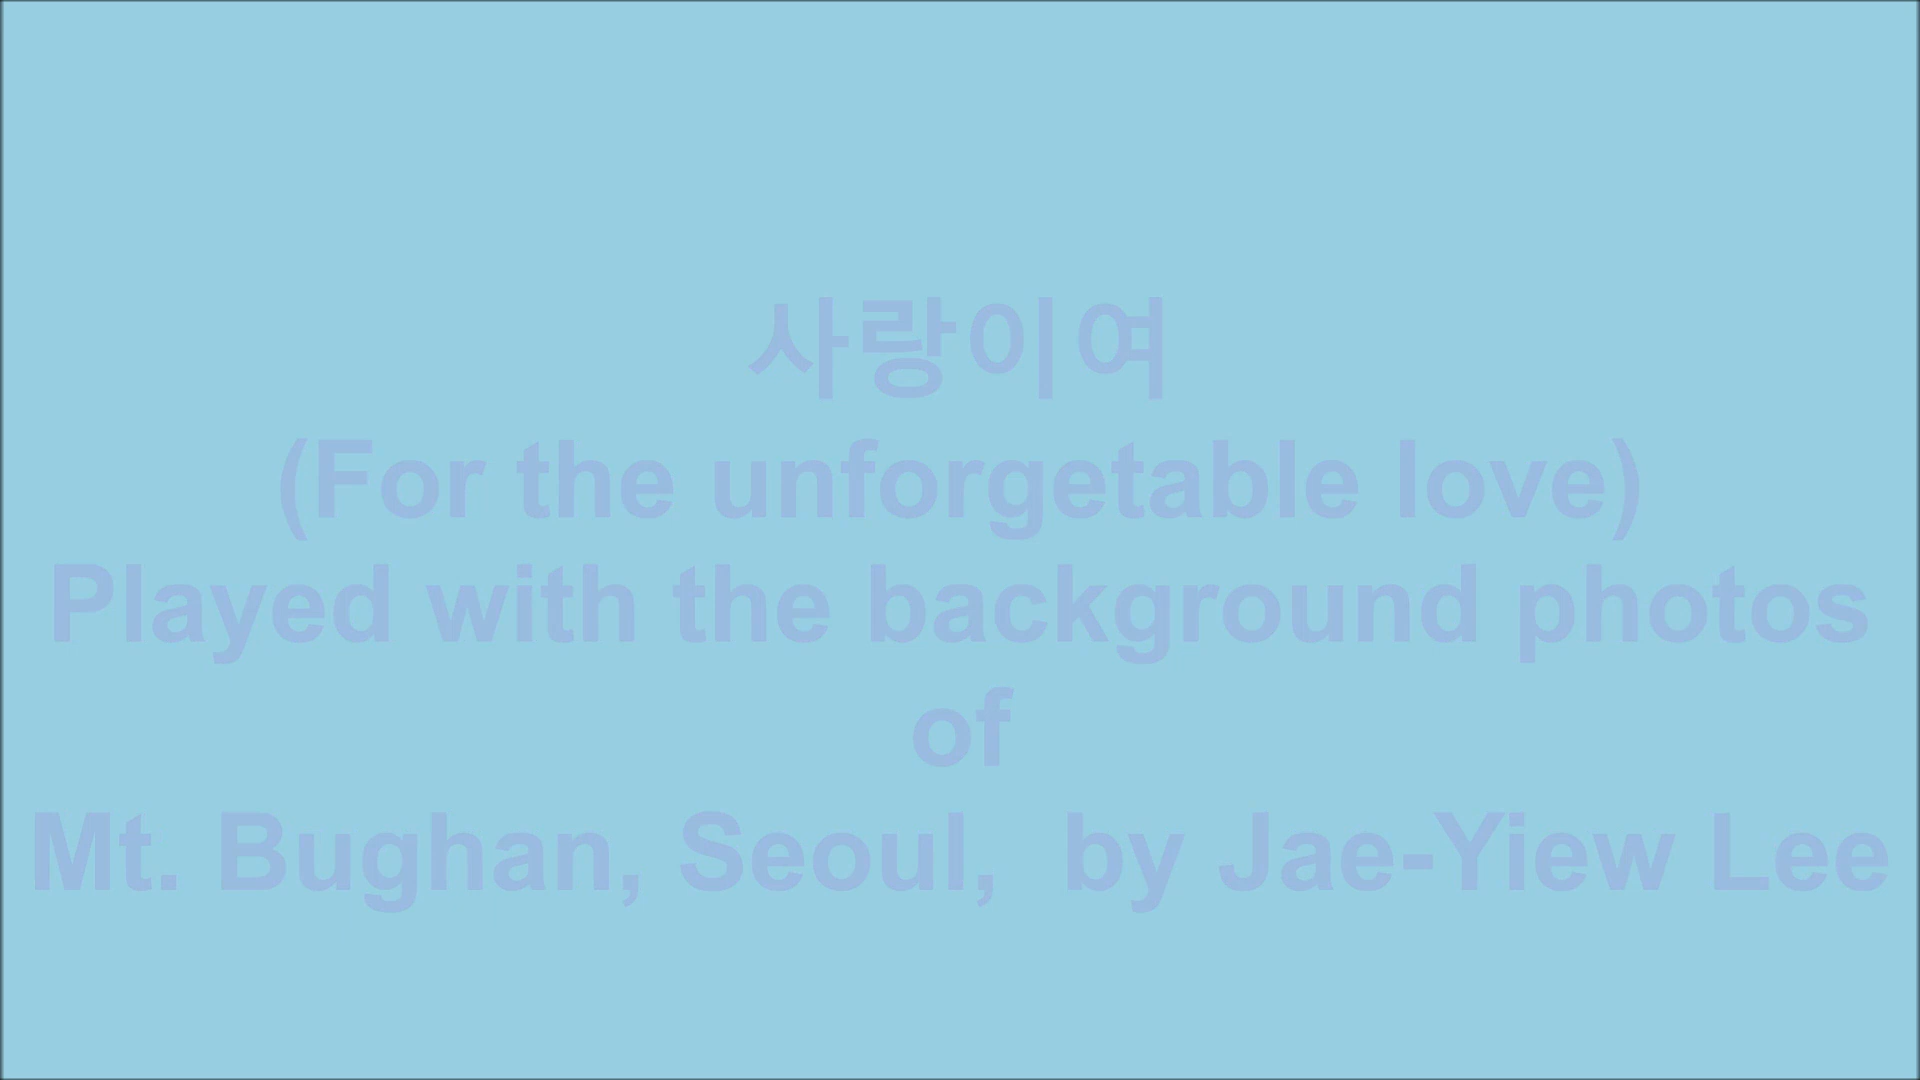 사랑이여
(For the unforgetable love)
Played with the background photos
of
Mt. Bughan, Seoul,  by Jae-Yiew Lee